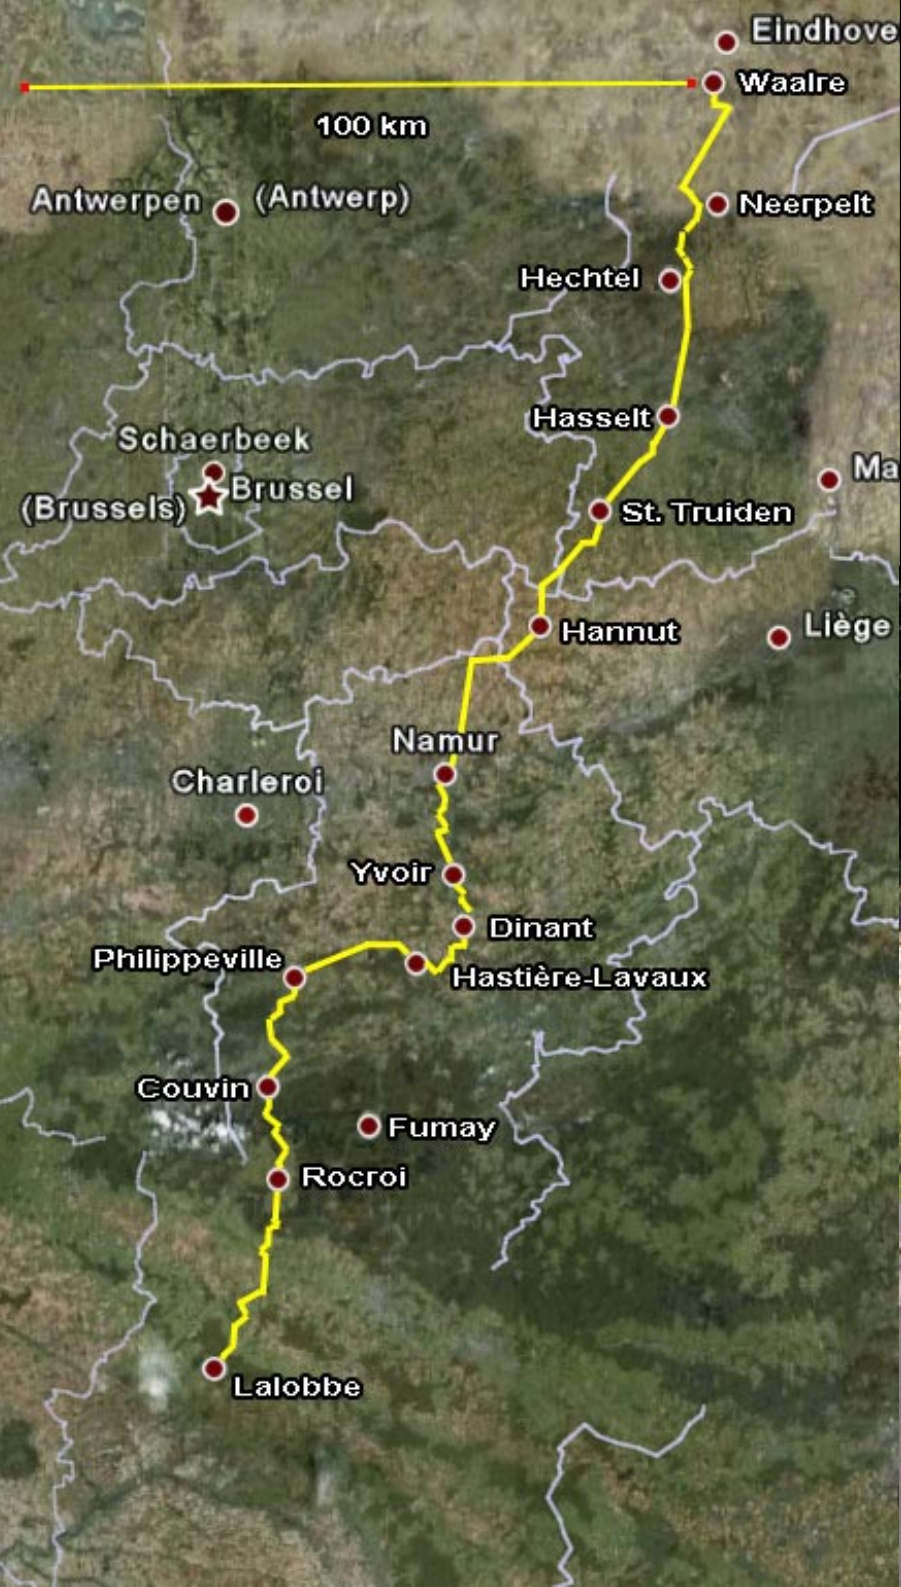 Eindhove
Waalre
100 km
Antwerpen (Antwerp)
Neerpelt
Hechtel
Hasselt
Schaerbeek
Brussel
(Brussels)
Ma
St. Truiden
Hannut
Liège
Namur
Charleroi
Yvoir
Dinant
Philippeville
Hastière-Lavaux
Couvin
Fumay
Rocroi
Lalobbe